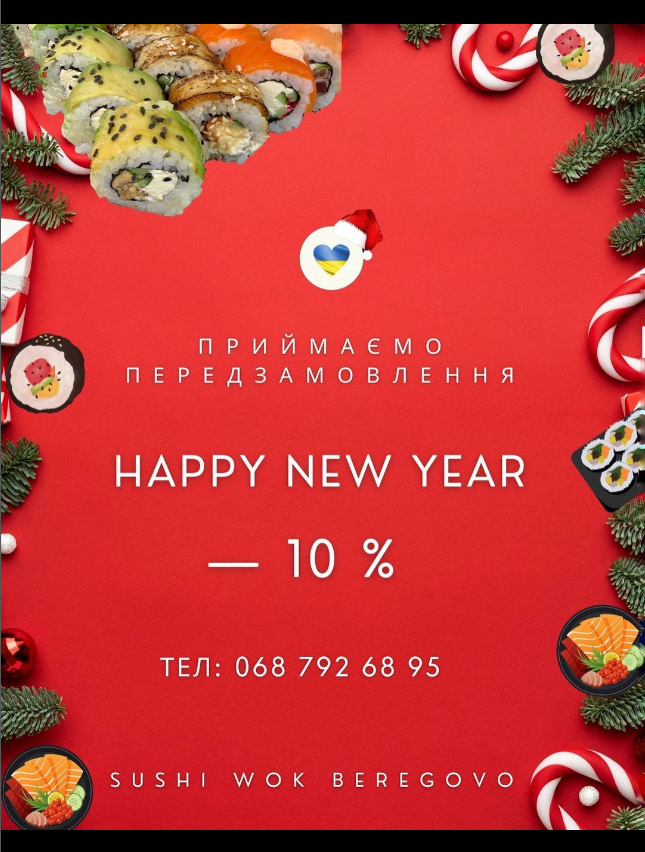 ПРИЙМАЄМО
ПЕРЕДЗАМОВЛЕННЯ
HAPPY NEW YEAR
— 10 %
ТЕЛ: 068 792 68 95
SUSHI WOK BEREGOVO